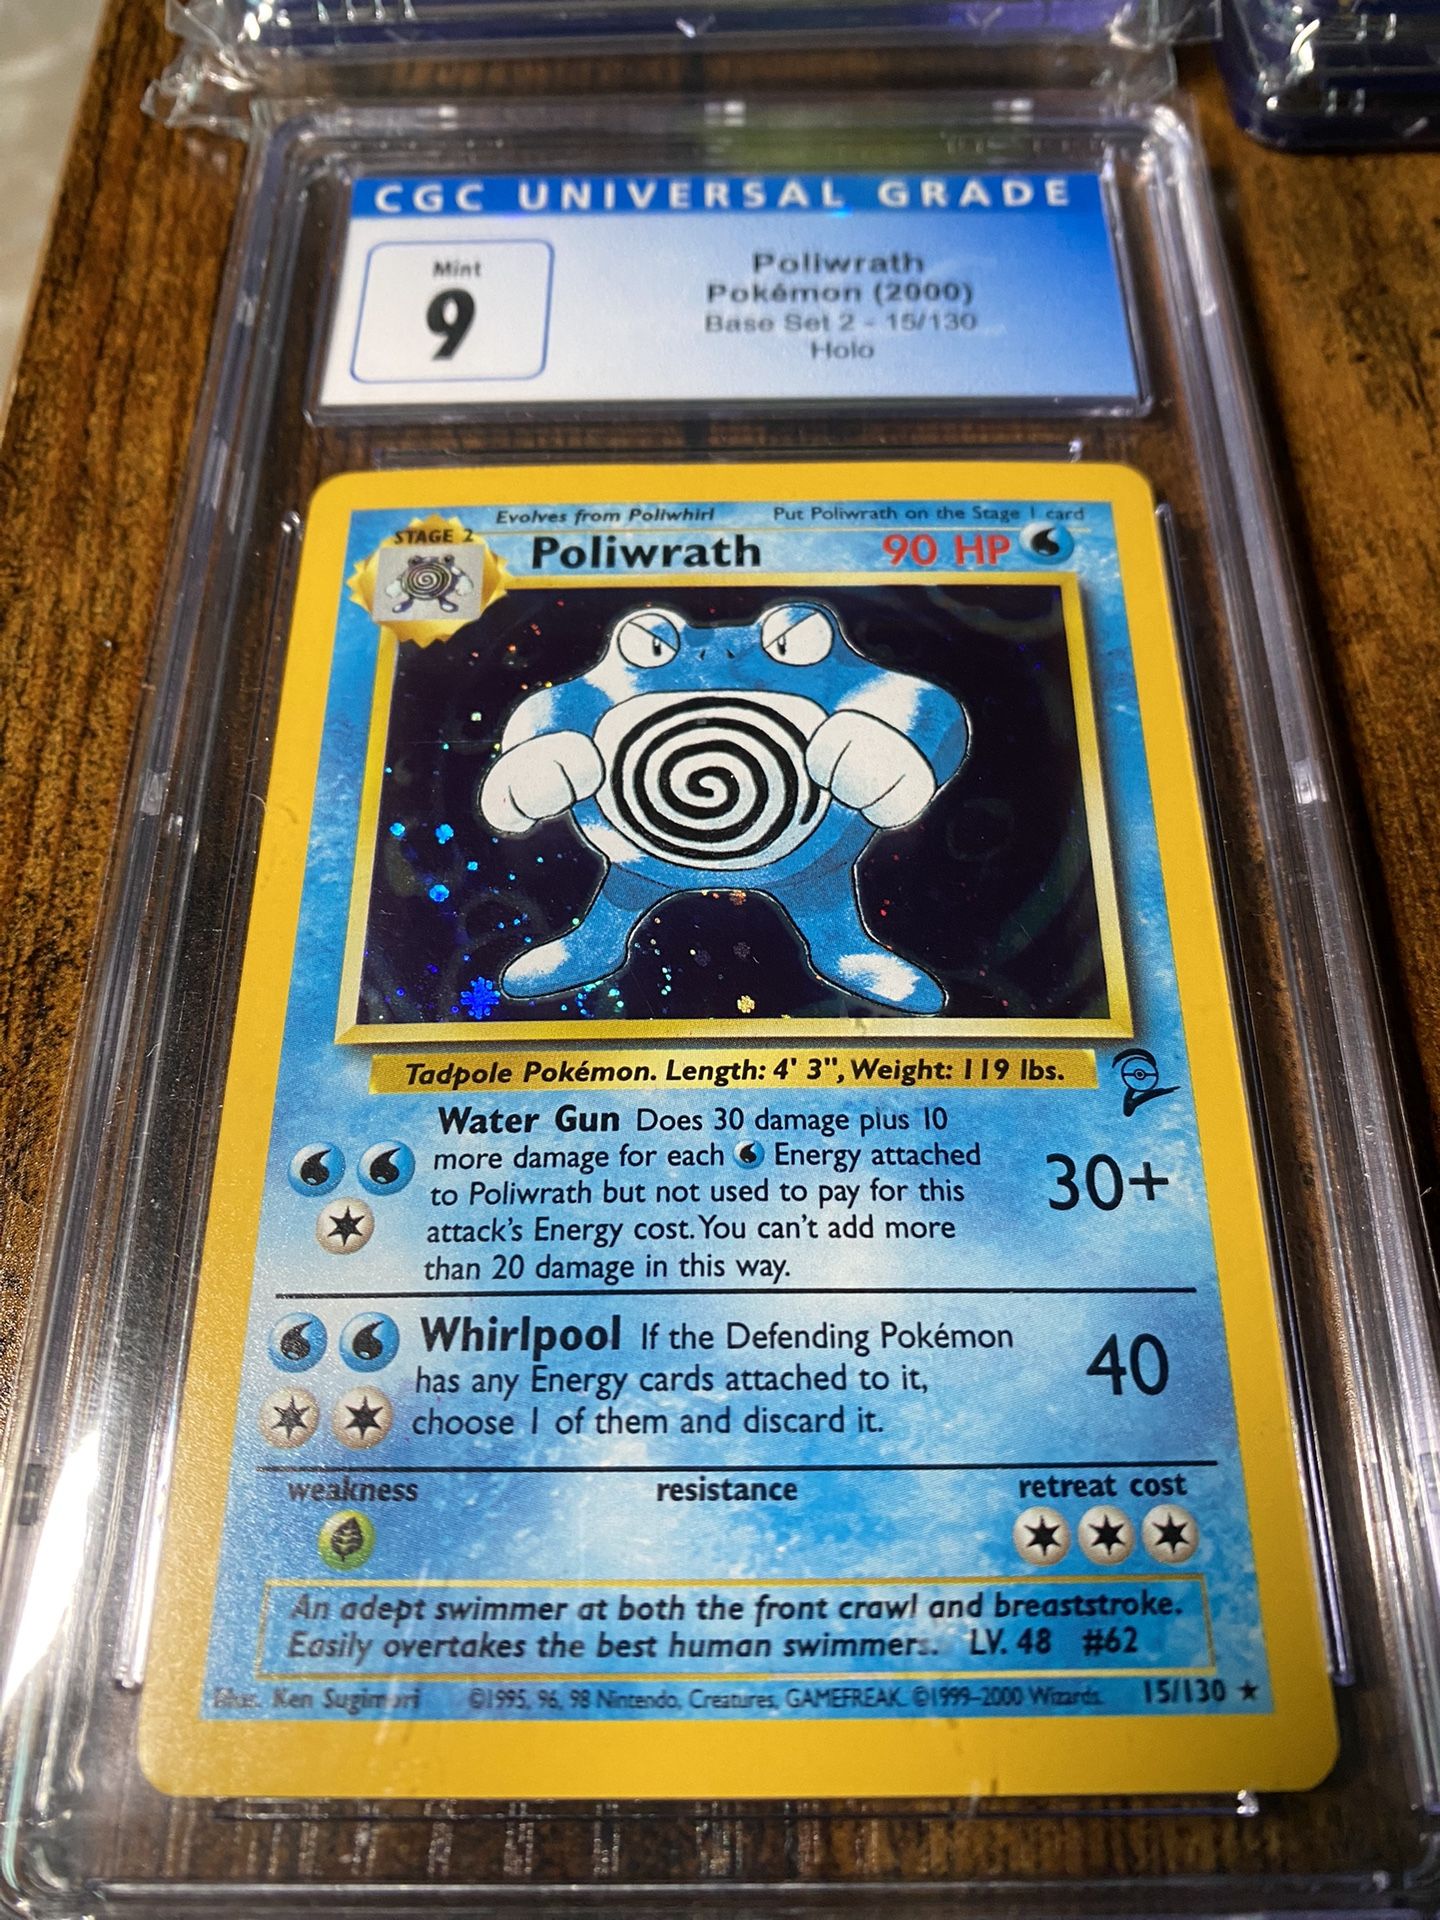 CGC UNIVERSAL GRADE
Mint
9
Poliwrath
Pokémon (2000)
Base Set 2 - 15/130
Holo
Evolves from Poliwhirl
Put Poliwrath on the Stage 1 card
STAGE 2
Poliwrath
90 HP
Tadpole Pokémon. Length: 4' 3", Weight: 119 lbs.
Water Gun Does 30 damage plus 10
more damage for each Energy attached
to Poliwrath but not used to pay for this
attack's Energy cost. You can't add more
than 20 damage in this way.
30+
Whirlpool If the Defending Pokémon
has any Energy cards attached to it,
choose 1 of them and discard it.
40
weakness
resistance
retreat cost
An adept swimmer at both the front crawl and breaststroke.
Easily overtakes the best human swimmers. LV. 48 #62
Illus. Ken Sugimori
©1995, 96, 98 Nintendo, Creatures, GAMEFREAK. ©1999-2000 Wizards.
15/130 ★